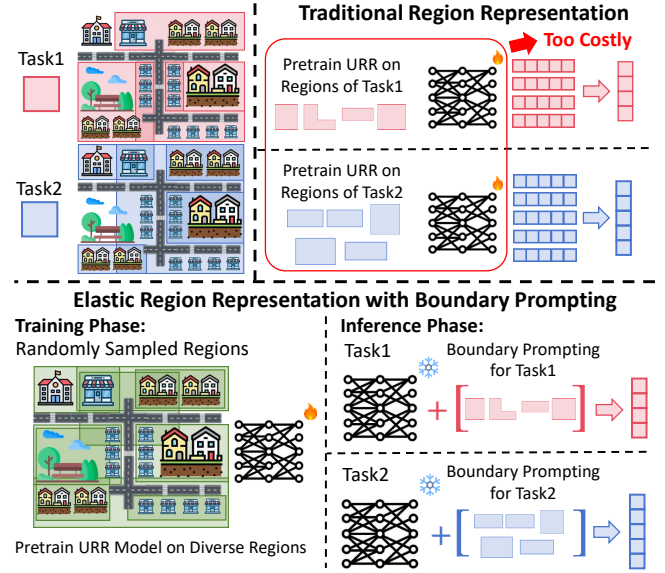 Traditional Region Representation
Task1
Too Costly
Pretrain URR on
Regions of Task1
Task2
Pretrain URR on
Regions of Task2
Elastic Region Representation with Boundary Prompting
Training Phase:
Randomly Sampled Regions
Pretrain URR Model on Diverse Regions
Inference Phase:
Task1
Boundary Prompting
for Task1
+
Task2
Boundary Prompting
for Task2
+